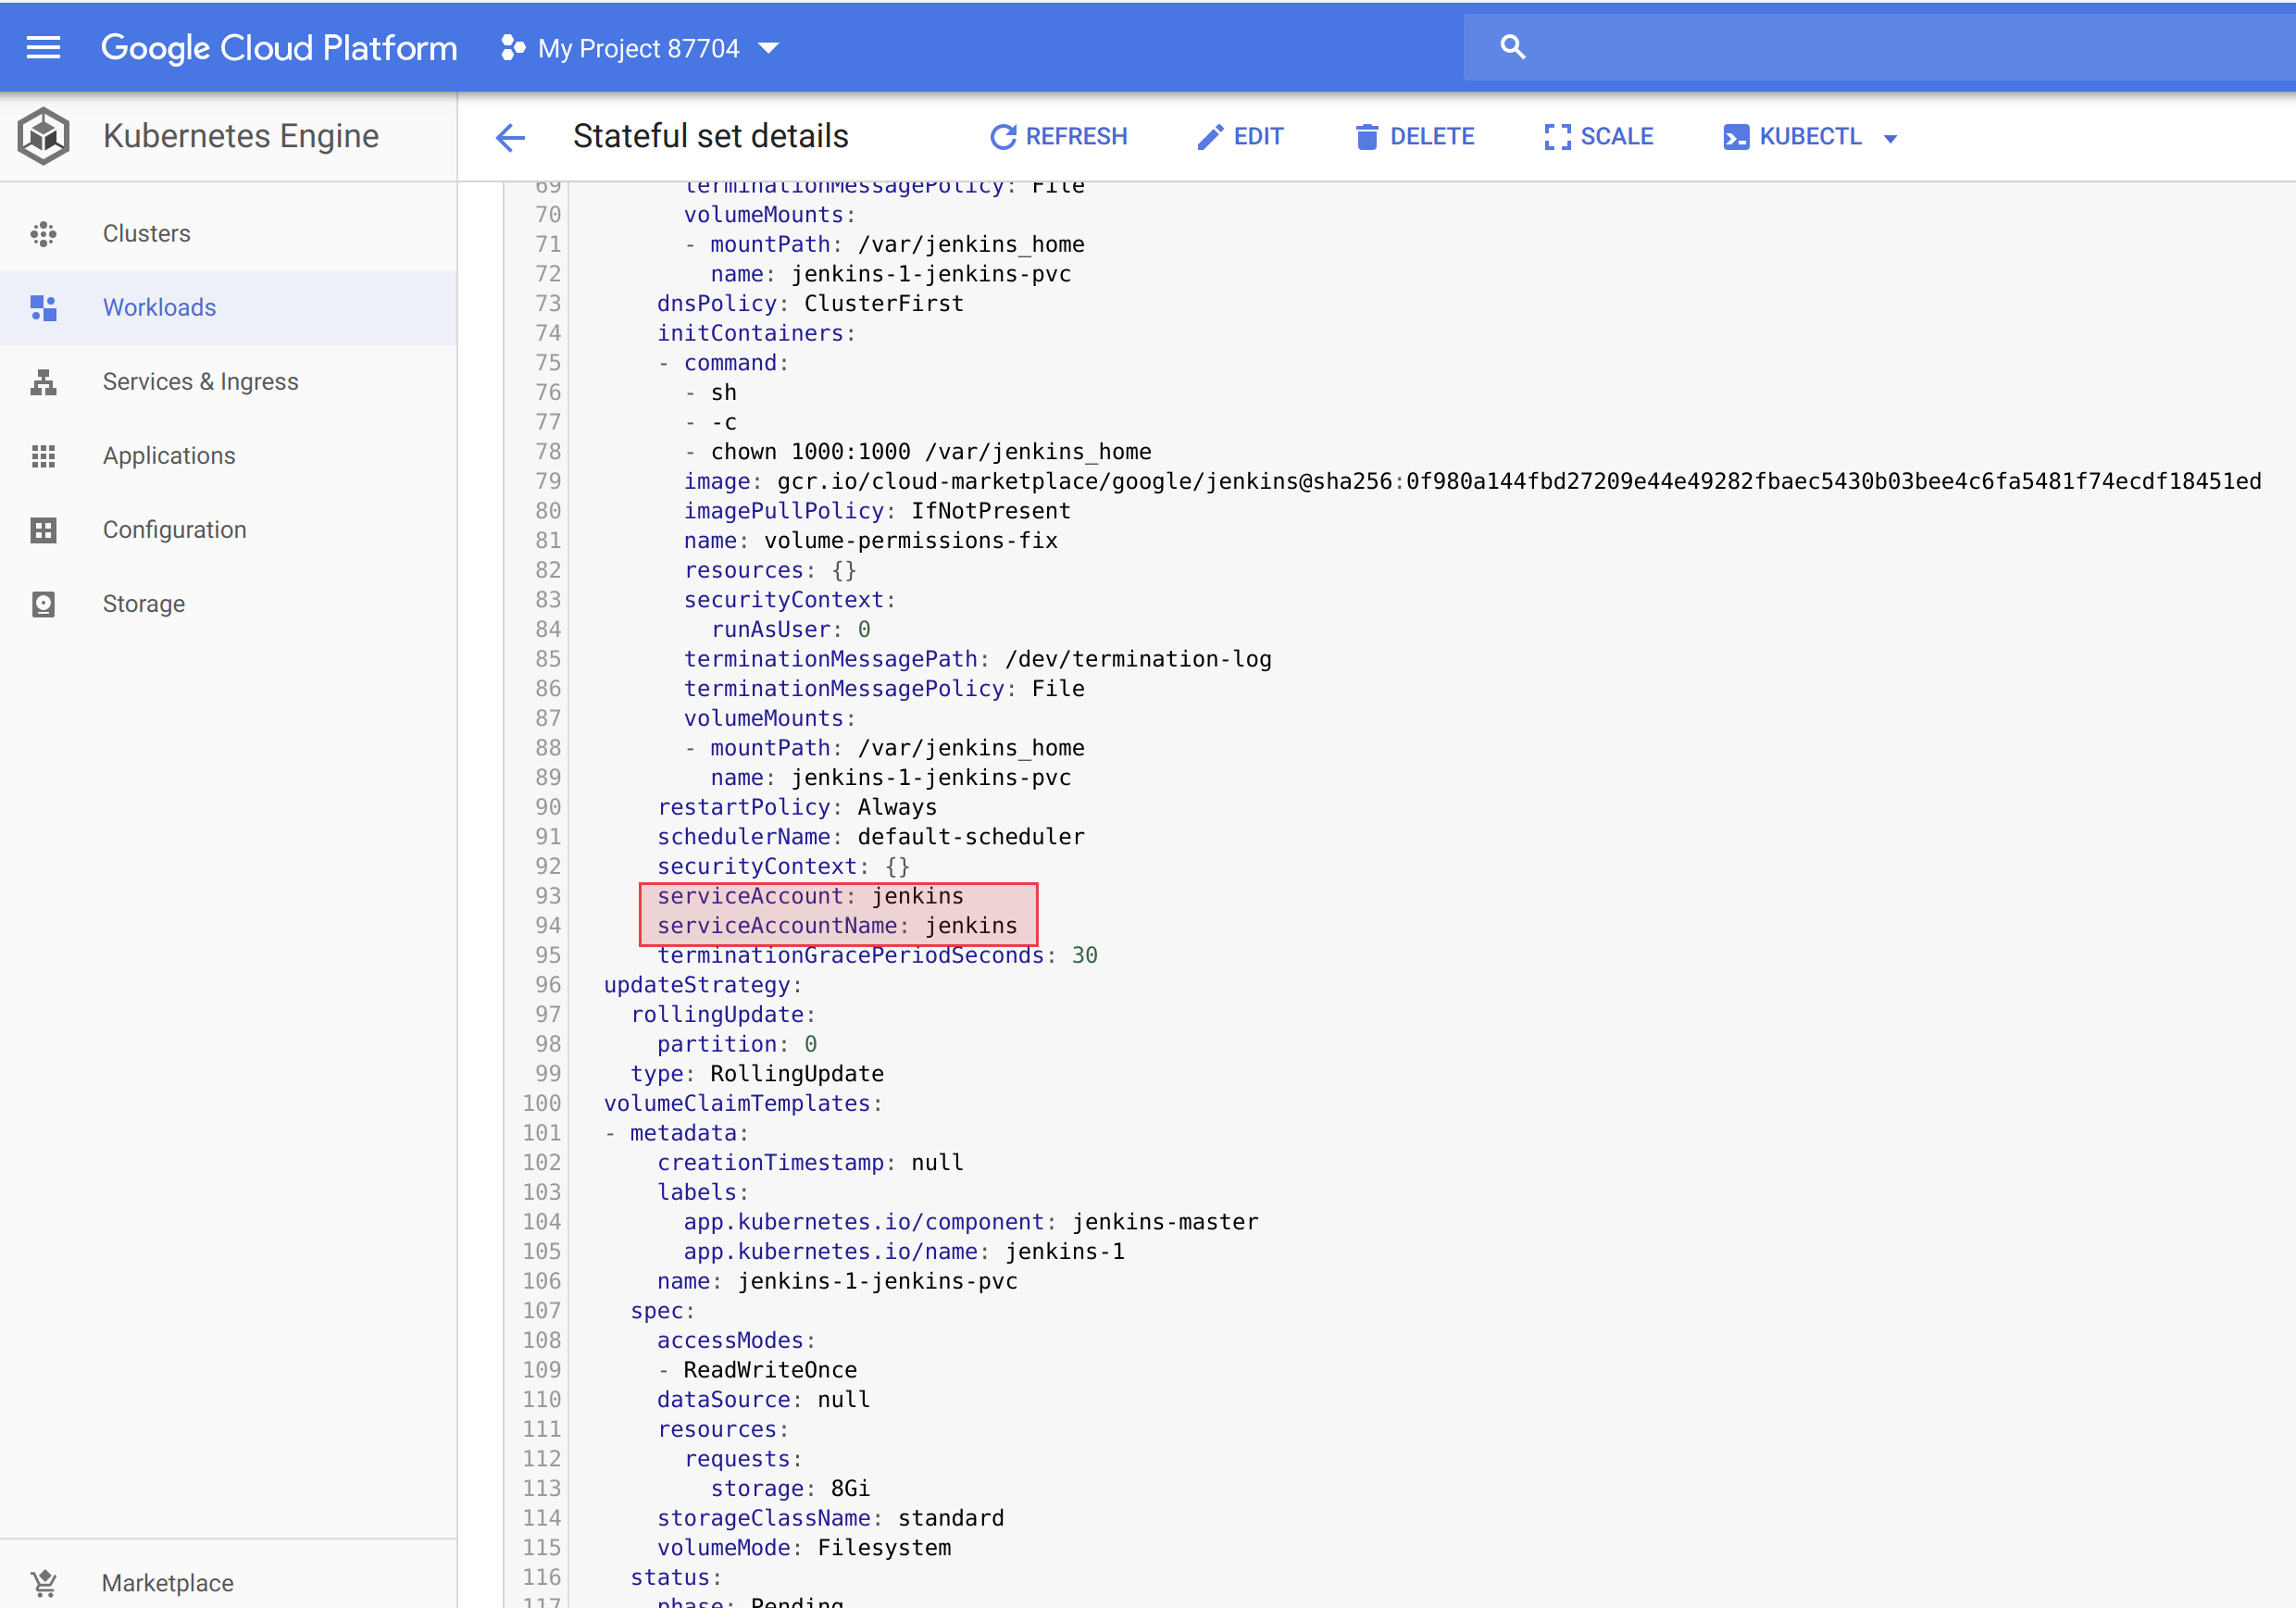 Google Cloud Platform My Project 87704
Kubernetes Engine
Stateful set details REFRESH EDIT DELETE SCALE KUBECTL
Clusters
Workloads
Services & Ingress
Applications
Configuration
Storage
Marketplace
69 terminationMessagePolicy: File
70 volumeMounts:
71 - mountPath: /var/jenkins_home
72 name: jenkins-1-jenkins-pvc
73 dnsPolicy: ClusterFirst
74 initContainers:
75 - command:
76 - sh
77 - -c
78 - chown 1000:1000 /var/jenkins_home
79 image: gcr.io/cloud-marketplace/google/jenkins@sha256:0f980a144fbd27209e44e49282fbaec5430b03bee4c6fa5481f74ecdf18451ed
80 imagePullPolicy: IfNotPresent
81 name: volume-permissions-fix
82 resources: {}
83 securityContext:
84 runAsUser: 0
85 terminationMessagePath: /dev/termination-log
86 terminationMessagePolicy: File
87 volumeMounts:
88 - mountPath: /var/jenkins_home
89 name: jenkins-1-jenkins-pvc
90 restartPolicy: Always
91 schedulerName: default-scheduler
92 securityContext: {}
93 serviceAccount: jenkins
94 serviceAccountName: jenkins
95 terminationGracePeriodSeconds: 30
96 updateStrategy:
97 rollingUpdate:
98 partition: 0
99 type: RollingUpdate
100 volumeClaimTemplates:
101 - metadata:
102 creationTimestamp: null
103 labels:
104 app.kubernetes.io/component: jenkins-master
105 app.kubernetes.io/name: jenkins-1
106 name: jenkins-1-jenkins-pvc
107 spec:
108 accessModes:
109 - ReadWriteOnce
110 dataSource: null
111 resources:
112 requests:
113 storage: 8Gi
114 storageClassName: standard
115 volumeMode: Filesystem
116 status:
117 phase: Pending